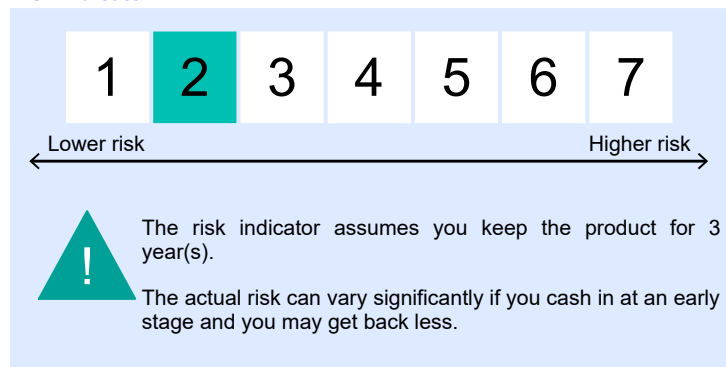 1 2 3 4 5 6 7
Lower risk Higher risk
!
The risk indicator assumes you keep the product for 3
year(s).
The actual risk can vary significantly if you cash in at an early
stage and you may get back less.